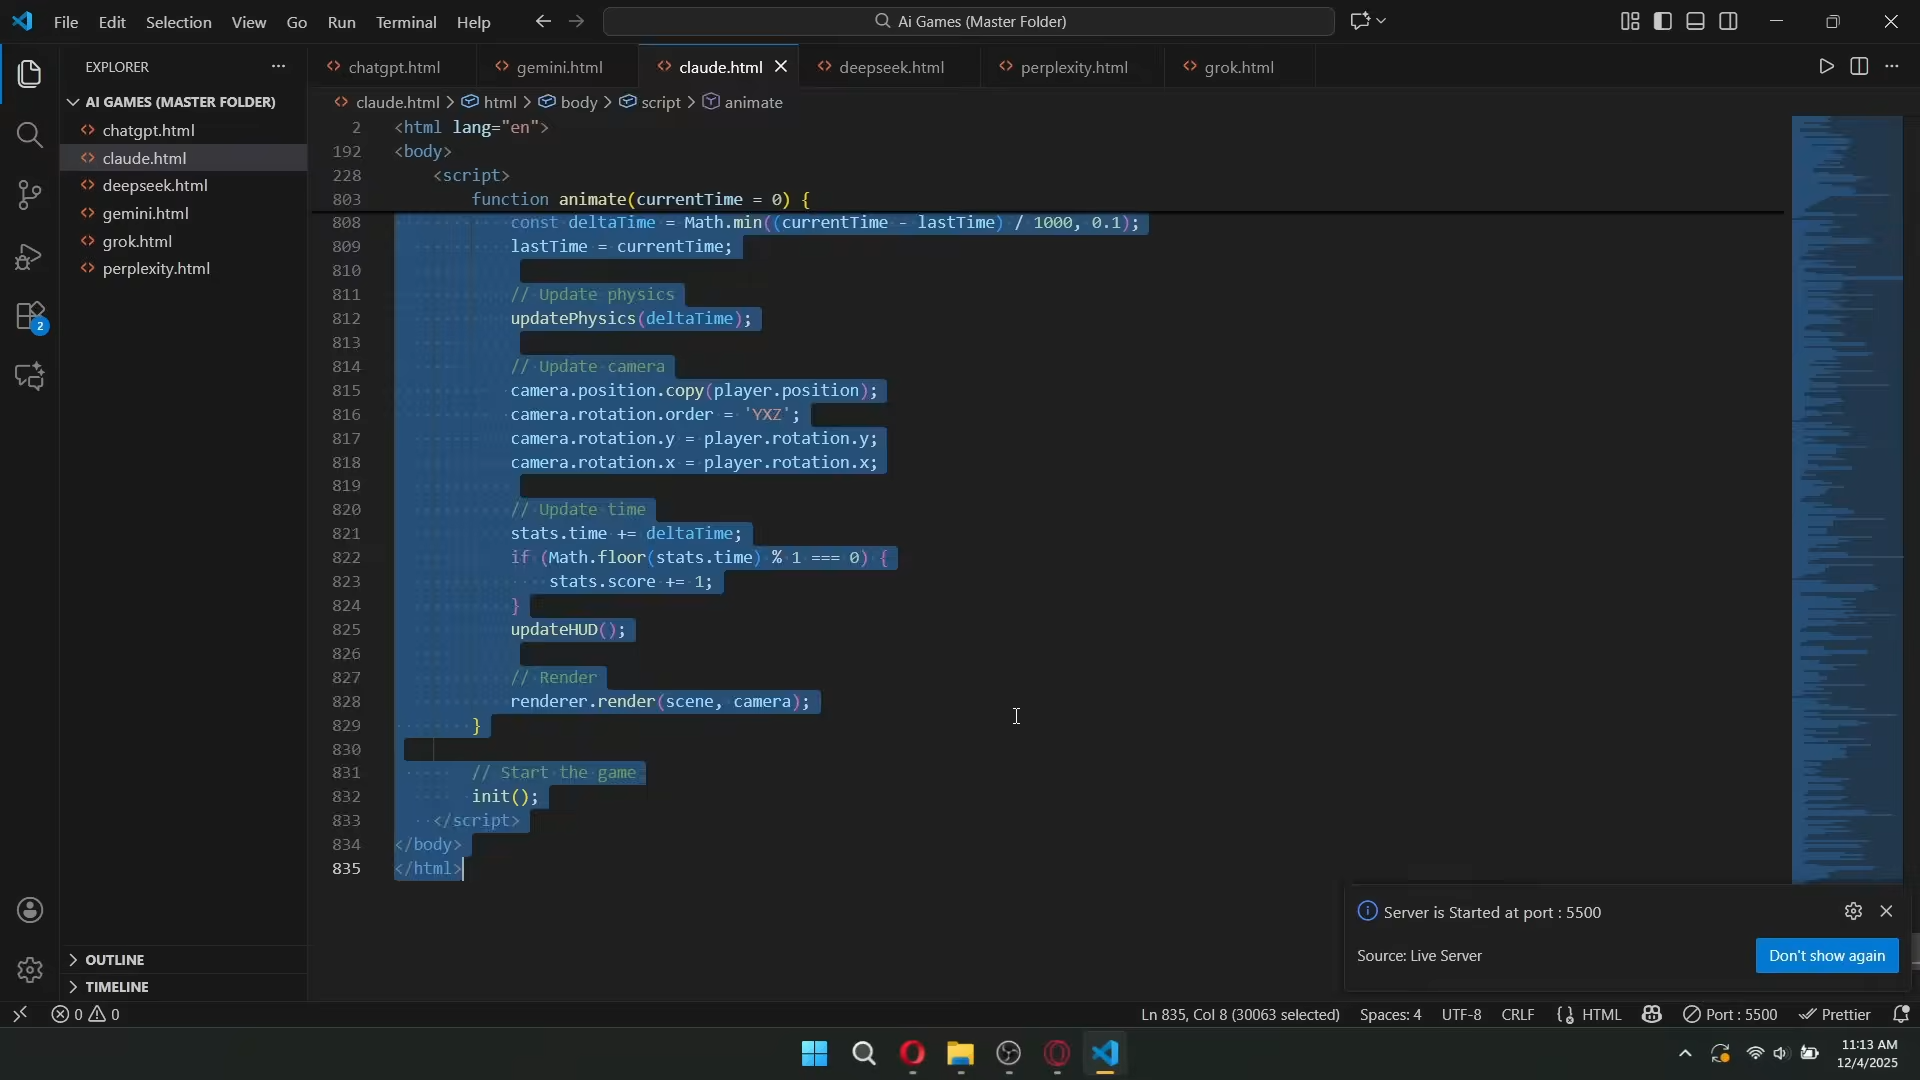 File Edit Selection View Go Run Terminal Help
Ai Games (Master Folder)
EXPLORER
AI GAMES (MASTER FOLDER)
chatgpt.html
claude.html
deepseek.html
gemini.html
grok.html
perplexity.html
OUTLINE
TIMELINE
2
chatgpt.html gemini.html claude.html deepseek.html perplexity.html grok.html
claude.html > html > body > script > animate
2 <html lang="en">
192 <body>
228 <script>
803 function animate(currentTime = 0) {
808 const deltaTime = Math.min((currentTime - lastTime) / 1000, 0.1);
809 lastTime = currentTime;
810
811 // Update physics
812 updatePhysics(deltaTime);
813
814 // Update camera
815 camera.position.copy(player.position);
816 camera.rotation.order = 'YXZ';
817 camera.rotation.y = player.rotation.y;
818 camera.rotation.x = player.rotation.x;
819
820 // Update time
821 stats.time += deltaTime;
822 if (Math.floor(stats.time) % 1 === 0) {
823 stats.score += 1;
824 }
825 updateHUD();
826
827 // Render
828 renderer.render(scene, camera);
829 }
830
831 // Start the game
832 init();
833 </script>
834 </body>
835 </html>
Server is Started at port : 5500
Source: Live Server
Don't show again
0 0
Ln 835, Col 8 (30063 selected) Spaces: 4 UTF-8 CRLF HTML Port : 5500 Prettier
11:13 AM
12/4/2025